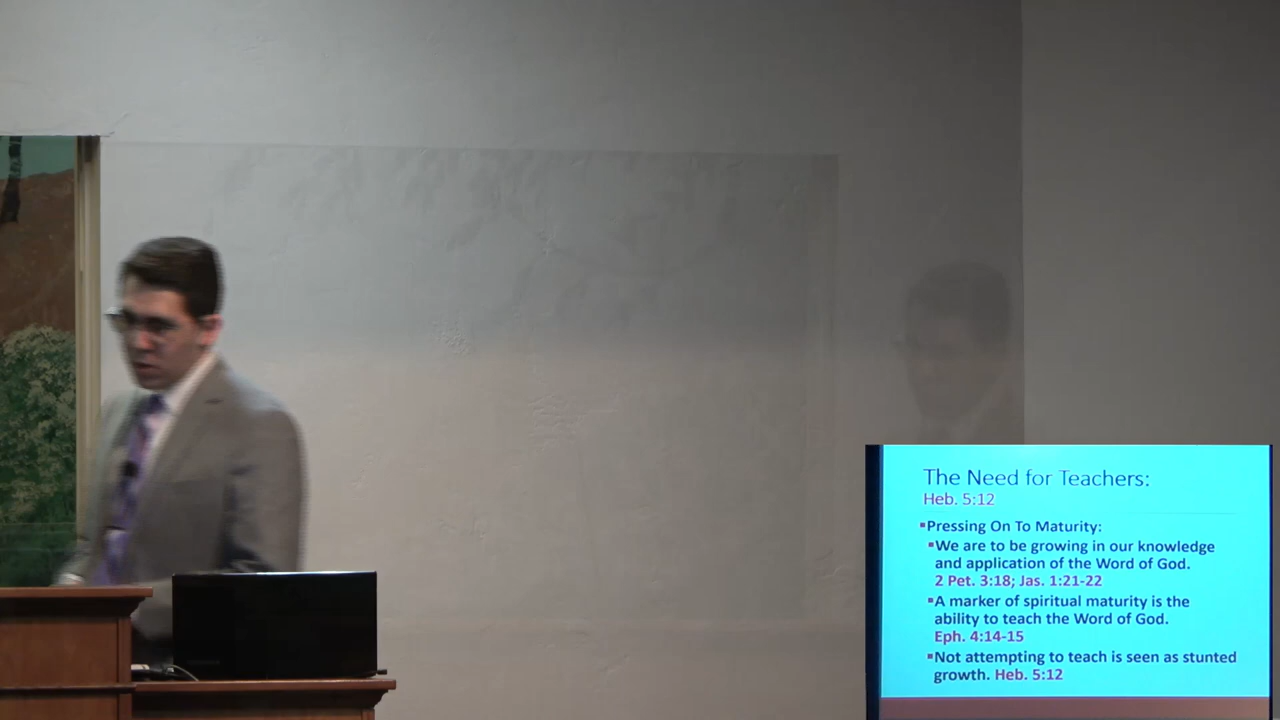 The Need for Teachers:
Heb. 5:12
▪Pressing On To Maturity:
▪We are to be growing in our knowledge
and application of the Word of God.
2 Pet. 3:18; Jas. 1:21-22
▪A marker of spiritual maturity is the
ability to teach the Word of God.
Eph. 4:14-15
▪Not attempting to teach is seen as stunted
growth. Heb. 5:12